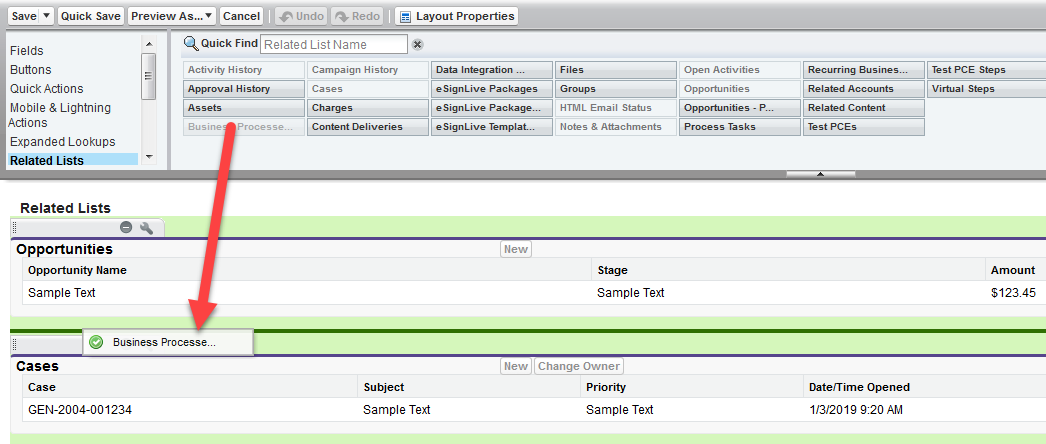 Save Quick Save Preview As... Cancel Undo Redo Layout Properties
Fields
Buttons
Quick Actions
Mobile & Lightning
Actions
Expanded Lookups
Related Lists
Quick Find Related List Name
Activity History Campaign History Data Integration ... Files Open Activities Recurring Busines... Test PCE Steps
Approval History Cases eSignLive Packages Groups Opportunities Related Accounts Virtual Steps
Assets Charges eSignLive Package... HTML Email Status Opportunities - P... Related Content
Business Processe... Content Deliveries eSignLive Templat... Notes & Attachments Process Tasks Test PCEs
Related Lists
Opportunities New
Opportunity Name Stage Amount
Sample Text Sample Text $123.45
Business Processe...
Cases New Change Owner
Case Subject Priority Date/Time Opened
GEN-2004-001234 Sample Text Sample Text 1/3/2019 9:20 AM